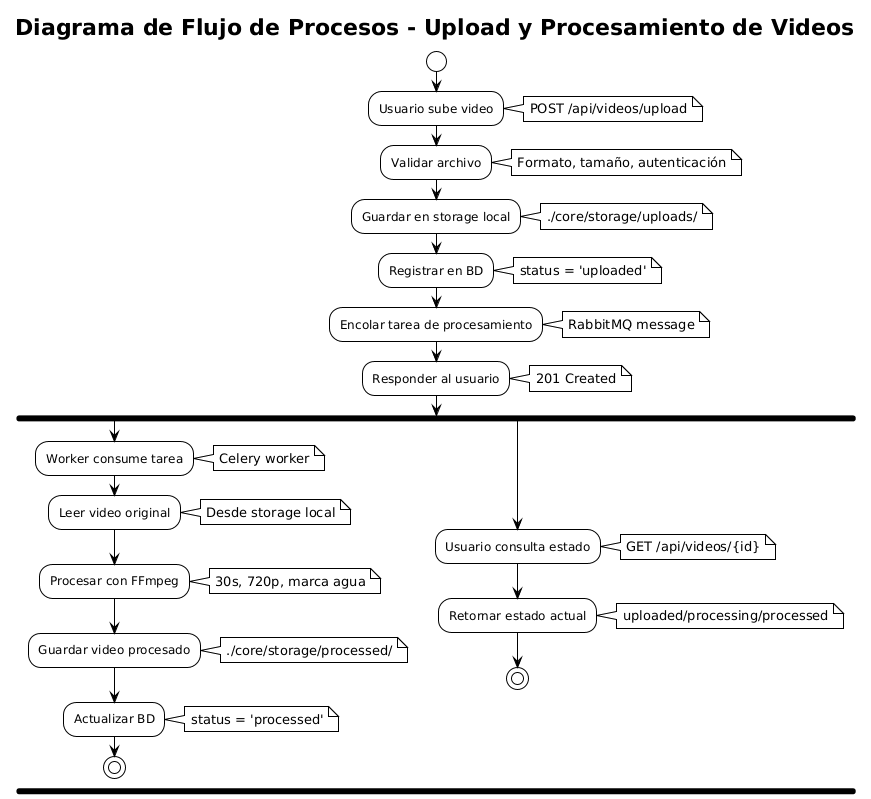 Diagrama de Flujo de Procesos - Upload y Procesamiento de Videos
Usuario sube video
POST /api/videos/upload
Validar archivo
Formato, tamaño, autenticación
Guardar en storage local
./core/storage/uploads/
Registrar en BD
status = 'uploaded'
Encolar tarea de procesamiento
RabbitMQ message
Responder al usuario
201 Created
Worker consume tarea
Celery worker
Leer video original
Desde storage local
Procesar con FFmpeg
30s, 720p, marca agua
Guardar video procesado
./core/storage/processed/
Actualizar BD
status = 'processed'
Usuario consulta estado
GET /api/videos/{id}
Retornar estado actual
uploaded/processing/processed